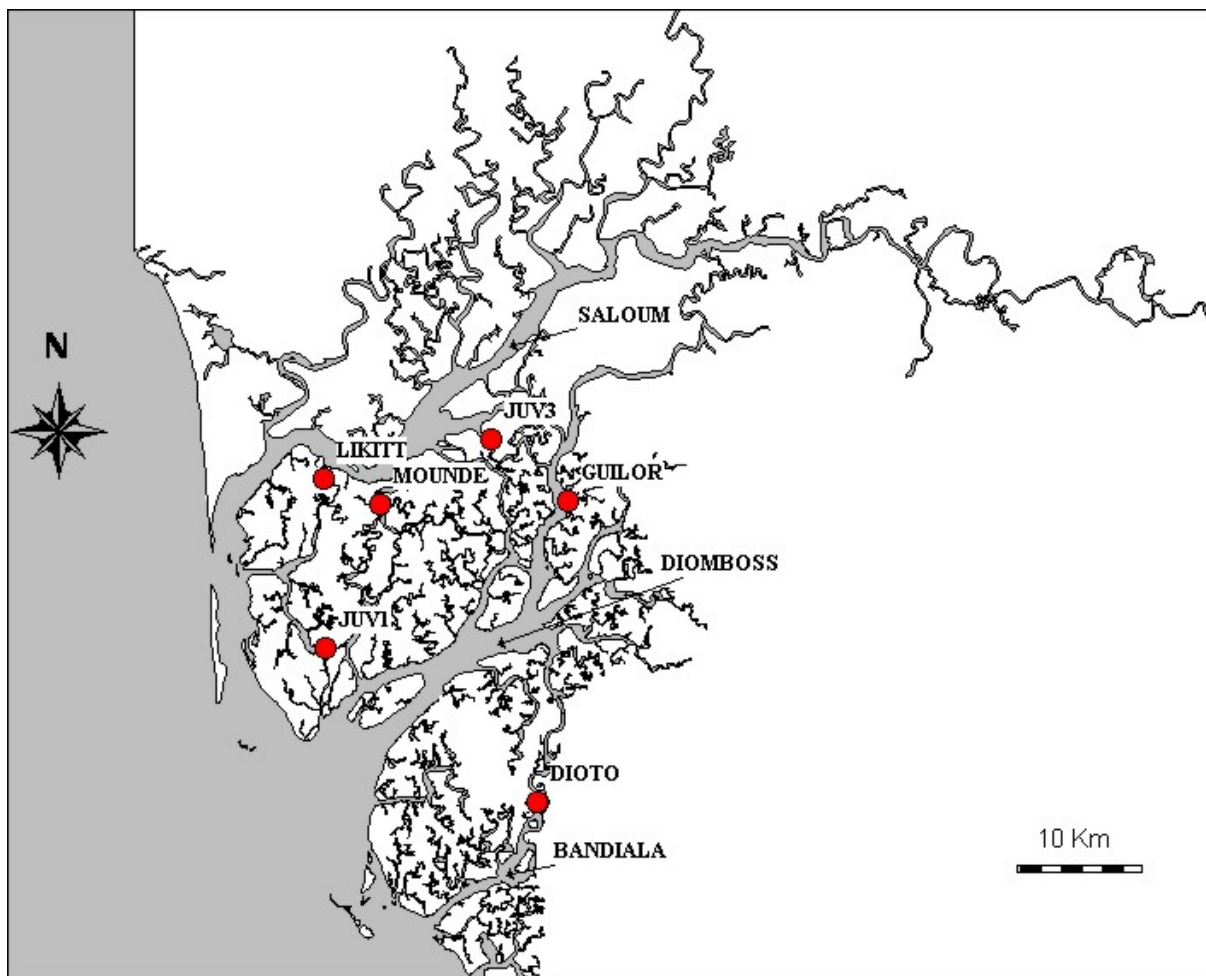 SALOUM
N
JUV3
LIKITT
MOUNDE
GUILOR
DIOMBOSS
JUV1
DIOTO
10 Km
BANDIALA